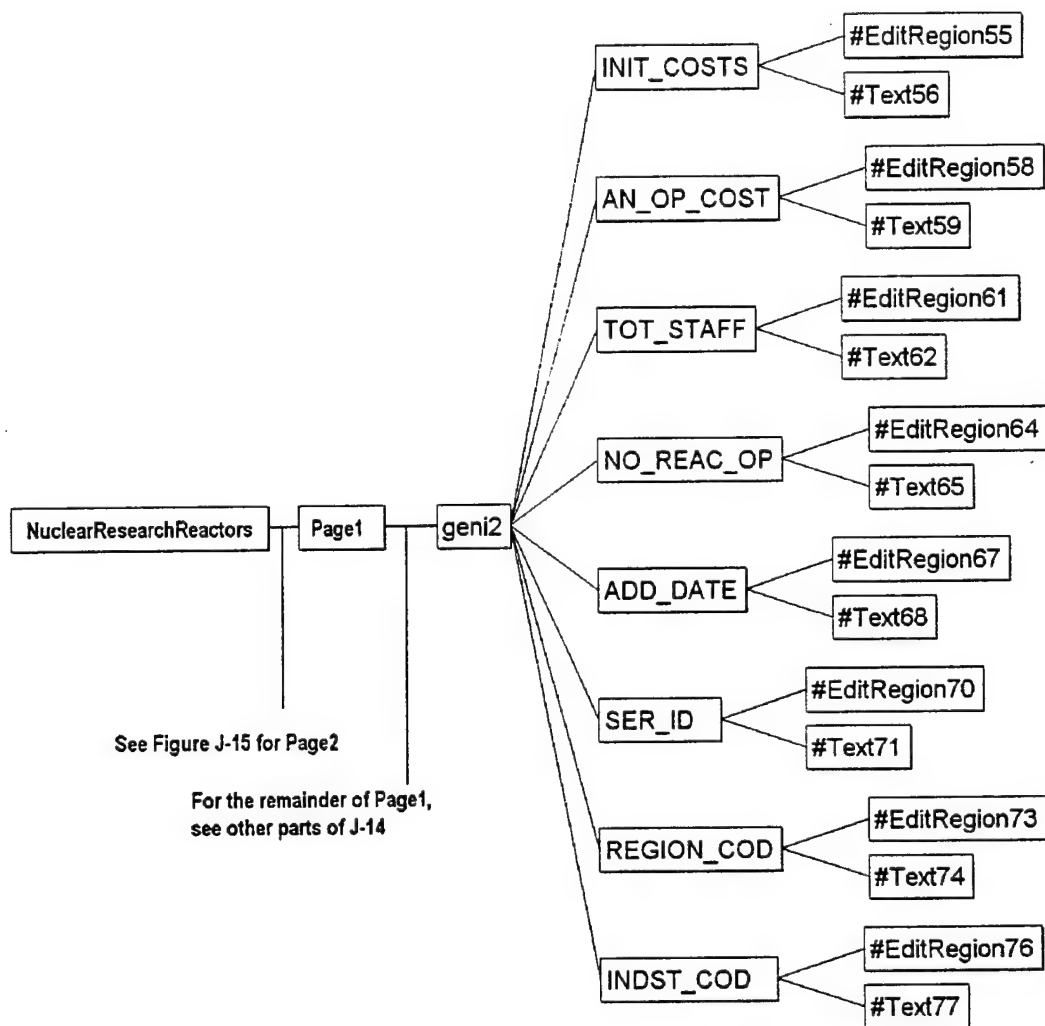 INIT_COSTS
#EditRegion55
#Text56
AN_OP_COST
#EditRegion58
#Text59
TOT_STAFF
#EditRegion61
#Text62
NO_REAC_OP
#EditRegion64
#Text65
NuclearResearchReactors
Page1
geni2
ADD_DATE
#EditRegion67
#Text68
SER_ID
#EditRegion70
#Text71
See Figure J-15 for Page2
For the remainder of Page1,
see other parts of J-14
REGION_COD
#EditRegion73
#Text74
INDST_COD
#EditRegion76
#Text77